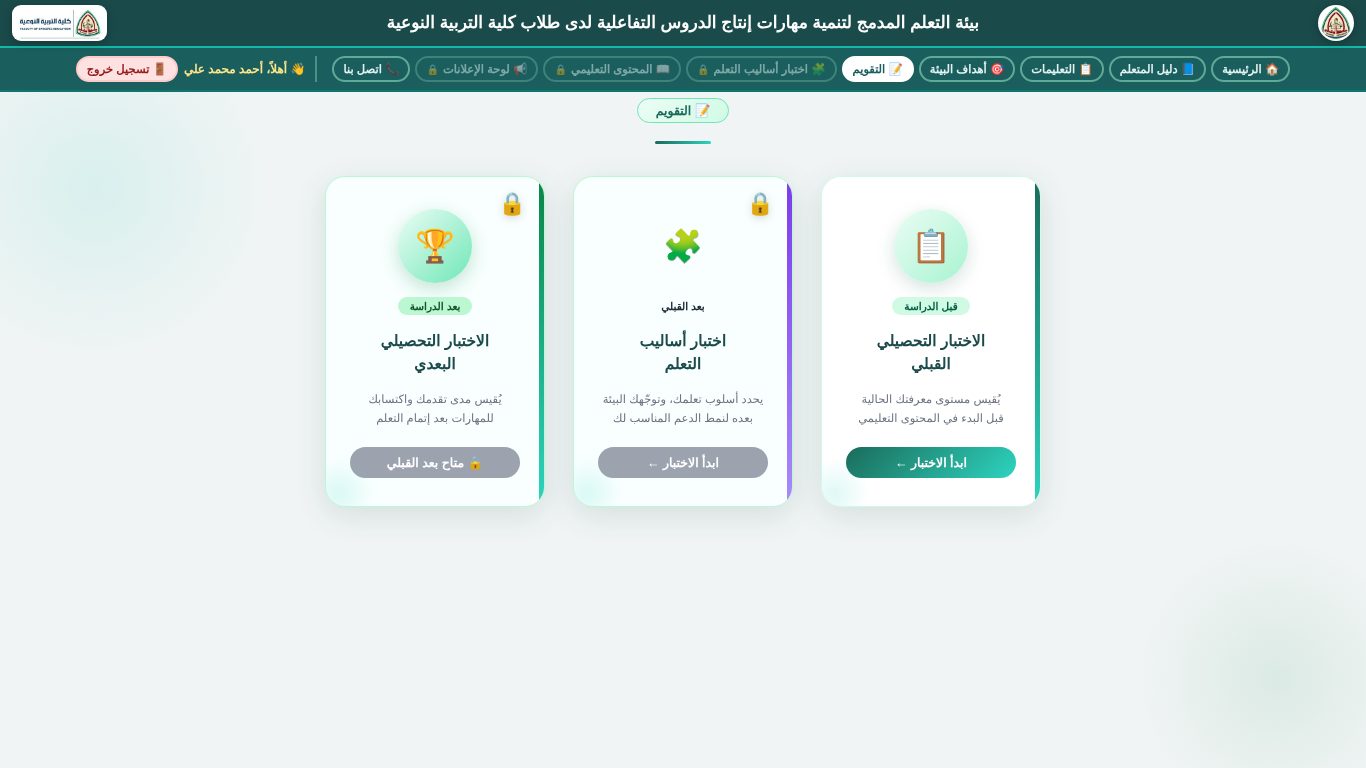 بيئة التعلم المدمج لتنمية مهارات إنتاج الدروس التفاعلية لدى طلاب كلية التربية النوعية
كلية التربية النوعية
FACULTY OF SPECIFIC EDUCATION
🏠 الرئيسية
📘 دليل المتعلم
📋 التعليمات
🎯 أهداف البيئة
📝 التقويم
🧩 اختبار أساليب التعلم 🔒
📖 المحتوى التعليمي 🔒
📢 لوحة الإعلانات 🔒
📞 اتصل بنا
👋 أهلاً، أحمد محمد علي
🚪 تسجيل خروج
📝 التقويم
قبل الدراسة
الاختبار التحصيلي
القبلي
يُقيس مستوى معرفتك الحالية
قبل البدء في المحتوى التعليمي
ابدأ الاختبار ←
بعد القبلي
اختبار أساليب
التعلم
يحدد أسلوب تعلمك، وتوجّهك البيئة
بعده لنمط الدعم المناسب لك
ابدأ الاختبار ←
بعد الدراسة
الاختبار التحصيلي
البعدي
يُقيس مدى تقدمك واكتسابك
للمهارات بعد إتمام التعلم
🔒 متاح بعد القبلي